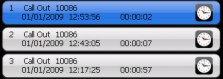 1 Call Out 10086
01/01/2009 12:53:56 00:00:02
2 Call Out 10086
01/01/2009 12:43:05 00:00:07
3 Call Out 10086
01/01/2009 12:17:25 00:00:57